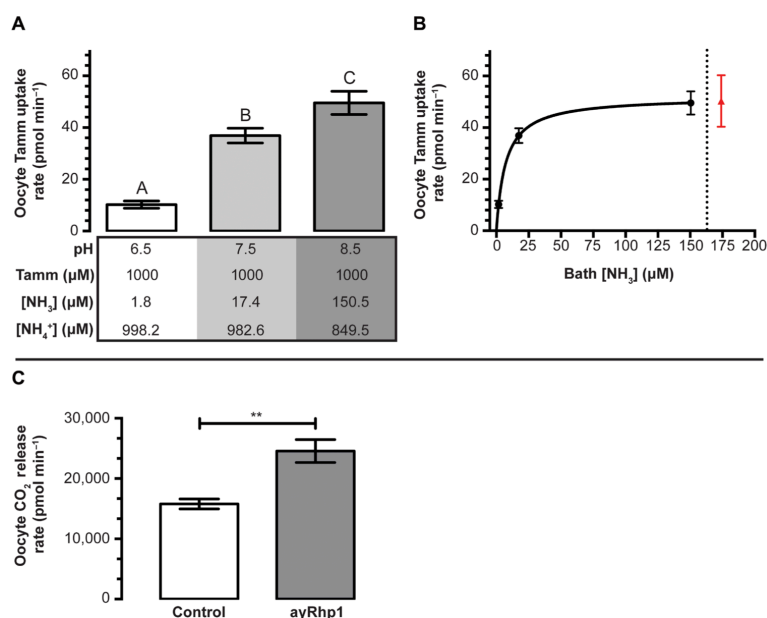 A
Oocyte Tamm uptake
rate (pmol min⁻¹)
60
40
20
0
A
B
C
pH 6.5 7.5 8.5
Tamm (µM) 1000 1000 1000
[NH₃] (µM) 1.8 17.4 150.5
[NH₄⁺] (µM) 998.2 982.6 849.5
B
Oocyte Tamm uptake
rate (pmol min⁻¹)
60
40
20
0
0 25 50 75 100 125 150 175 200
Bath [NH₃] (µM)
C
Oocyte CO₂ release
rate (pmol min⁻¹)
30,000
20,000
10,000
0
**
Control ayRhp1